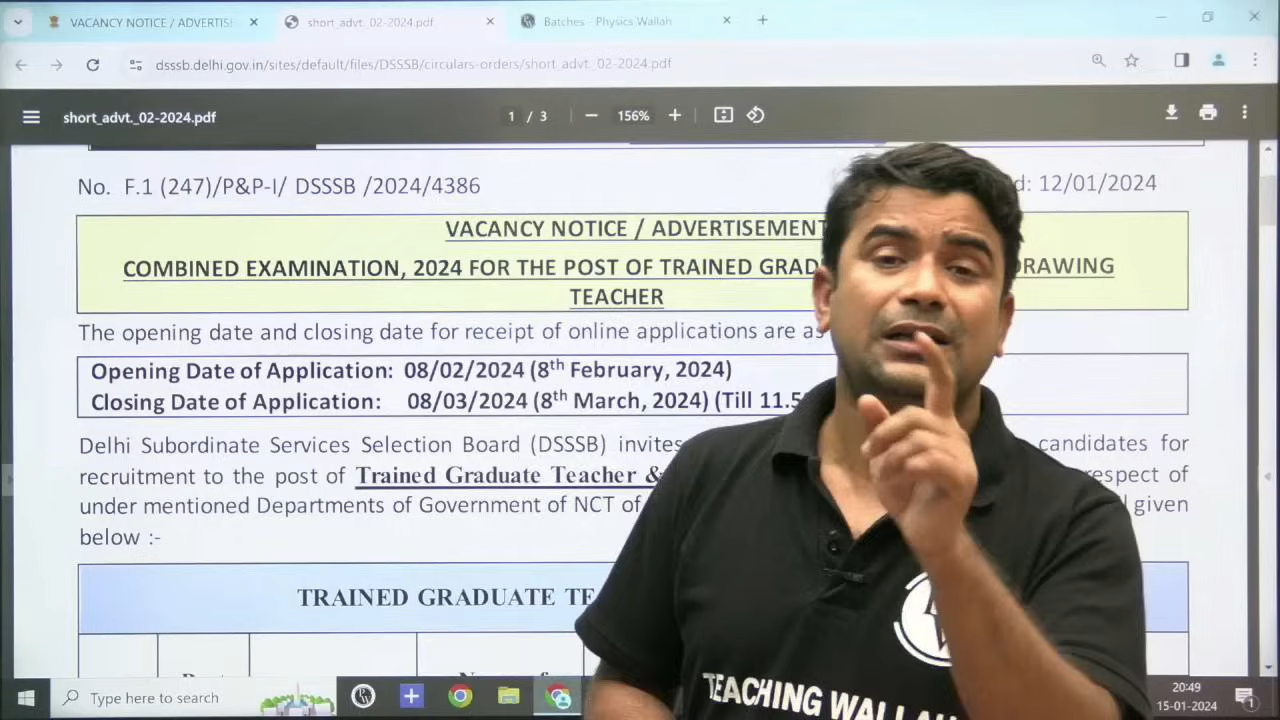 VACANCY NOTICE / ADVERTISE
short_advt. 02-2024.pdf
Batches - Physics Wallah
dsssb.delhi.gov.in/sites/default/files/DSSSB/circulars-orders/short_advt._02-2024.pdf
short_advt._02-2024.pdf
1 / 3
156%
No. F.1 (247)/P&P-I/ DSSSB /2024/4386
d: 12/01/2024
VACANCY NOTICE / ADVERTISEMENT
COMBINED EXAMINATION, 2024 FOR THE POST OF TRAINED GRAD DRAWING
TEACHER
The opening date and closing date for receipt of online applications are as
Opening Date of Application: 08/02/2024 (8th February, 2024)
Closing Date of Application: 08/03/2024 (8th March, 2024) (Till 11.5
Delhi Subordinate Services Selection Board (DSSSB) invites candidates for
recruitment to the post of Trained Graduate Teacher & respect of
under mentioned Departments of Government of NCT of given
below :-
TRAINED GRADUATE TE
TEACHING WALLAH
Type here to search
20:49
15-01-2024
1